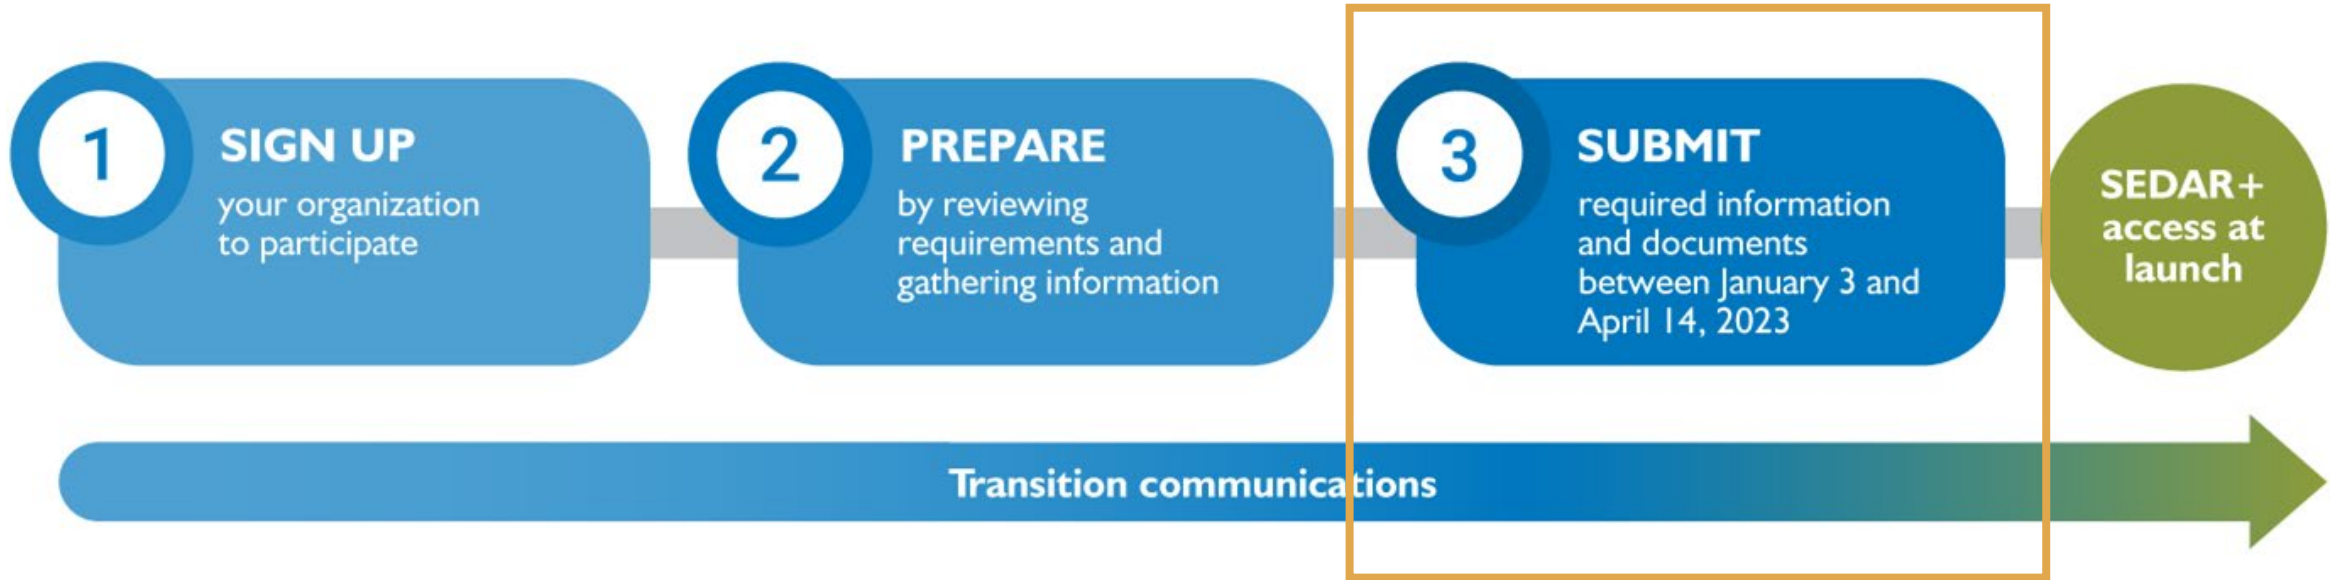 1
SIGN UP
your organization
to participate
2
PREPARE
by reviewing
requirements and
gathering information
3
SUBMIT
required information
and documents
between January 3 and
April 14, 2023
SEDAR+
access at
launch
Transition communications